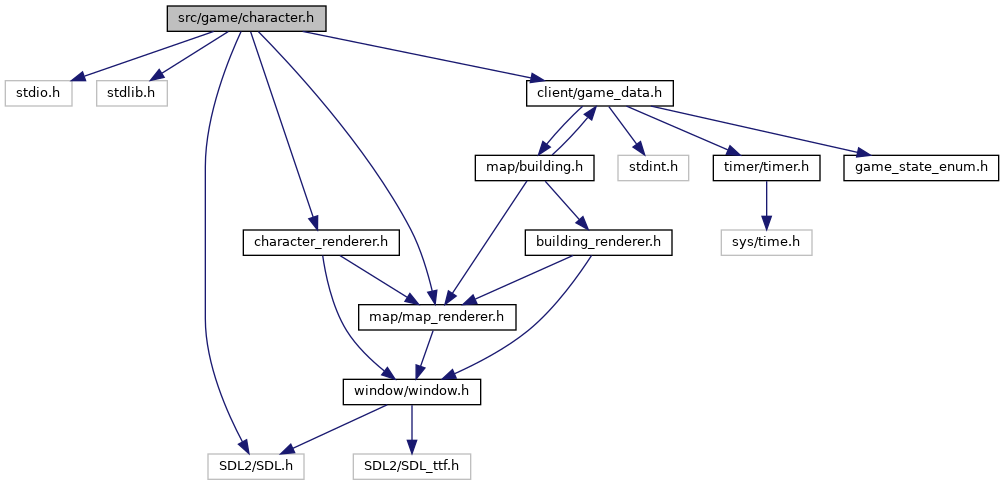 src/game/character.h
stdio.h
stdlib.h
client/game_data.h
map/building.h
stdint.h
timer/timer.h
game_state_enum.h
character_renderer.h
building_renderer.h
sys/time.h
map/map_renderer.h
window/window.h
SDL2/SDL.h
SDL2/SDL_ttf.h